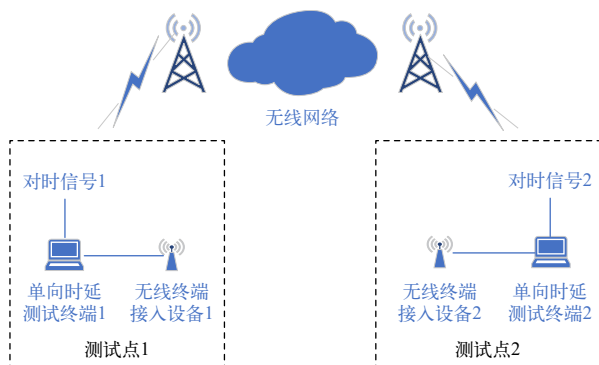 无线网络
对时信号1
对时信号2
单向时延
测试终端1
无线终端
接入设备1
无线终端
接入设备2
单向时延
测试终端2
测试点1
测试点2